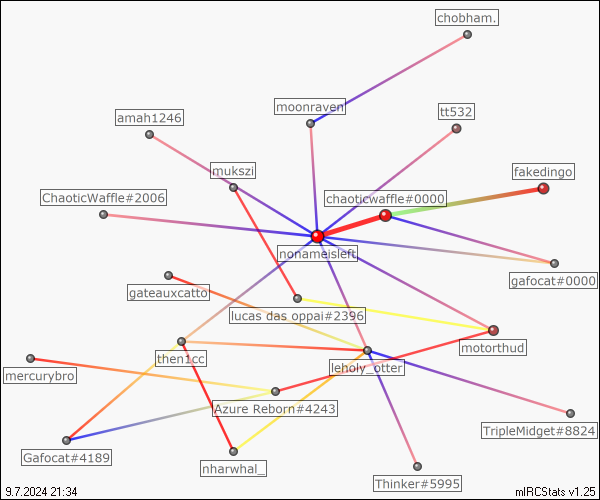 chobham.
moonraven
tt532
amah1246
mukszi
fakedingo
ChaoticWaffle#2006
chaoticwaffle#0000
nonameisleft
gafocat#0000
gateauxcatto
lucas das oppai#2396
motorthud
then1cc
leholy_otter
mercurybro
Azure Reborn#4243
TripleMidget#8824
Gafocat#4189
nharwhal_
Thinker#5995
9.7.2024 21:34
mIRCStats v1.25